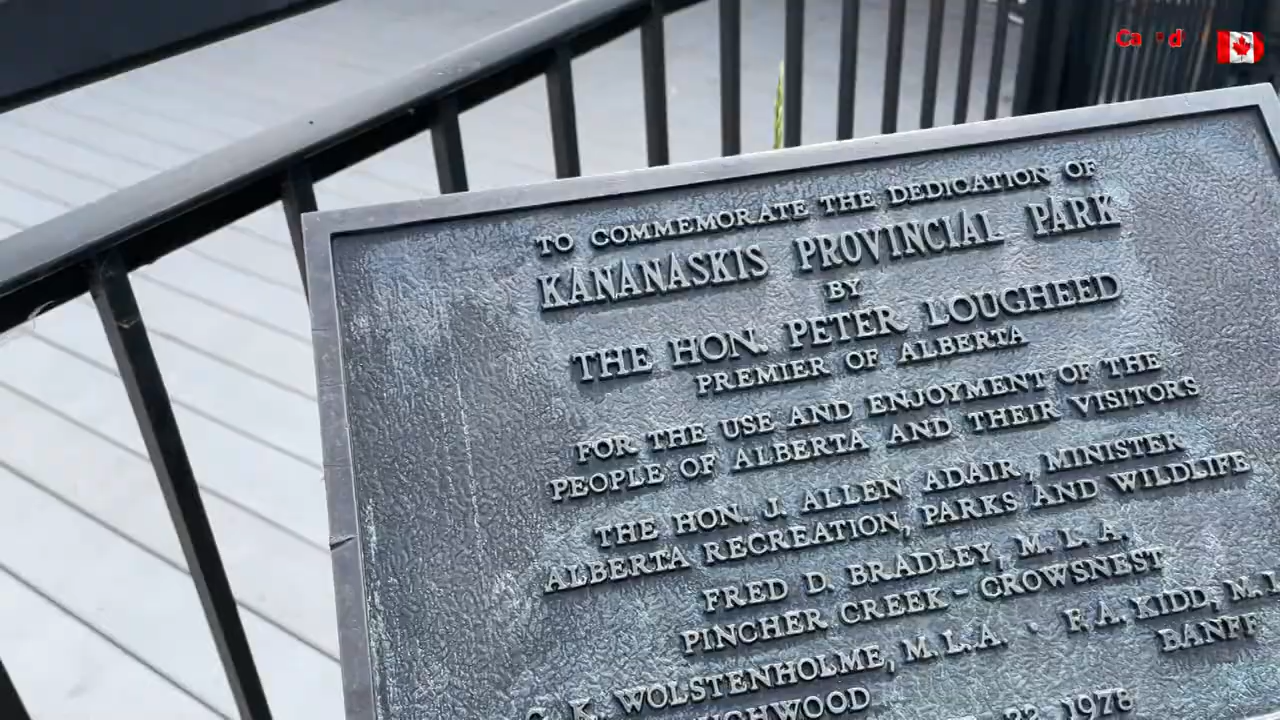 TO COMMEMORATE THE DEDICATION OF
KANANASKIS PROVINCIAL PARK
BY
THE HON. PETER LOUGHEED
PREMIER OF ALBERTA
FOR THE USE AND ENJOYMENT OF THE
PEOPLE OF ALBERTA AND THEIR VISITORS
THE HON. J. ALLEN ADAIR, MINISTER
ALBERTA RECREATION, PARKS AND WILDLIFE
FRED D. BRADLEY, M. L. A.
PINCHER CREEK - CROWSNEST
K. WOLSTENHOLME, M. L. A. · F. A. KIDD, M.
BANFF
22, 1978